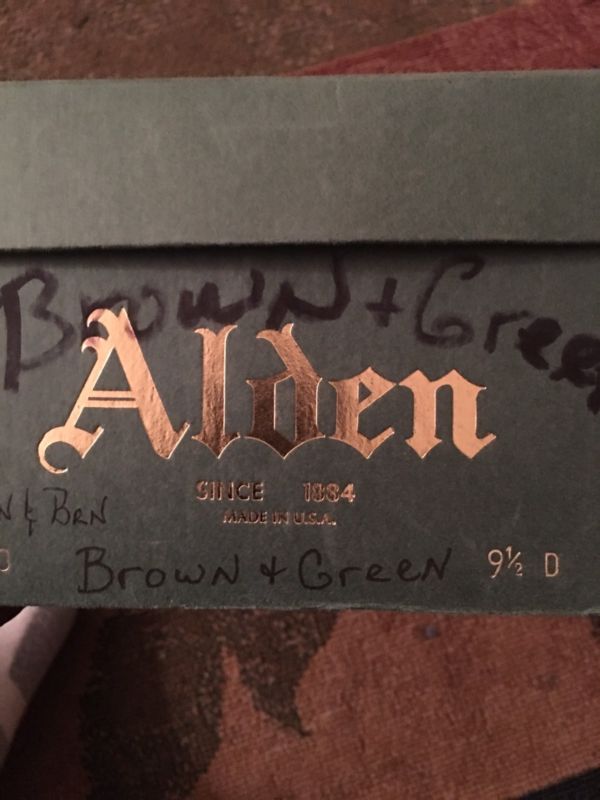 Brown + Green
Alden
SINCE 1884
MADE IN U.S.A.
N & BRN
Brown + Green 9½ D